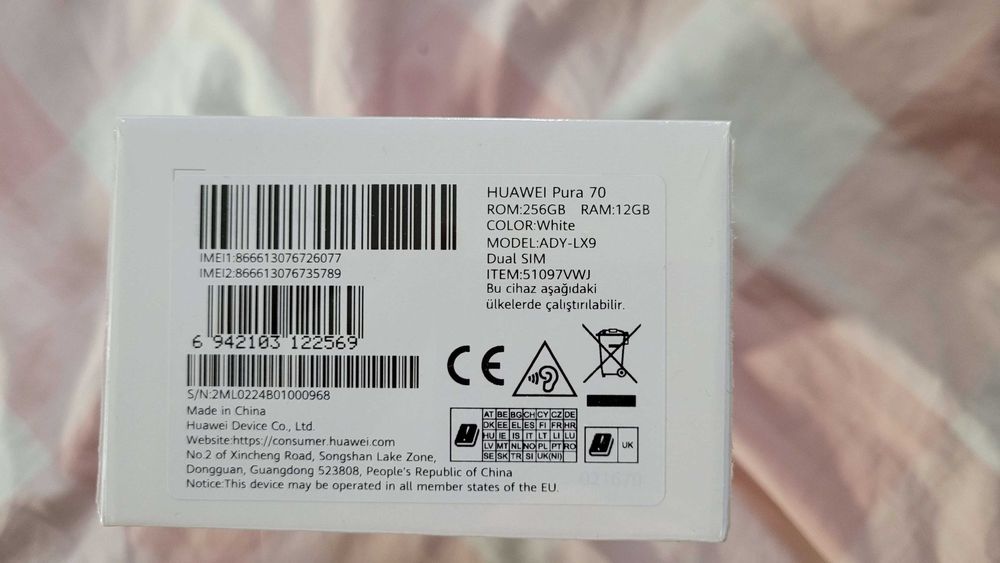 IMEI1:866613076726077
IMEI2:866613076735789
6 942103 122569
S/N:2ML0224B01000968
Made in China
Huawei Device Co., Ltd.
Website:https://consumer.huawei.com
No.2 of Xincheng Road, Songshan Lake Zone,
Dongguan, Guangdong 523808, People's Republic of China
Notice:This device may be operated in all member states of the EU.
HUAWEI Pura 70
ROM:256GB RAM:12GB
COLOR:White
MODEL:ADY-LX9
Dual SIM
ITEM:51097VWJ
Bu cihaz aşağıdaki
ülkelerde çalıştırılabilir.
CE
AT BE BG CH CY CZ DE
DK EE EL ES FI FR HR
HU IE IS IT LT LI LU
LV MT NL NO PL PT RO
SE SK TR SI UK(NI)
UK